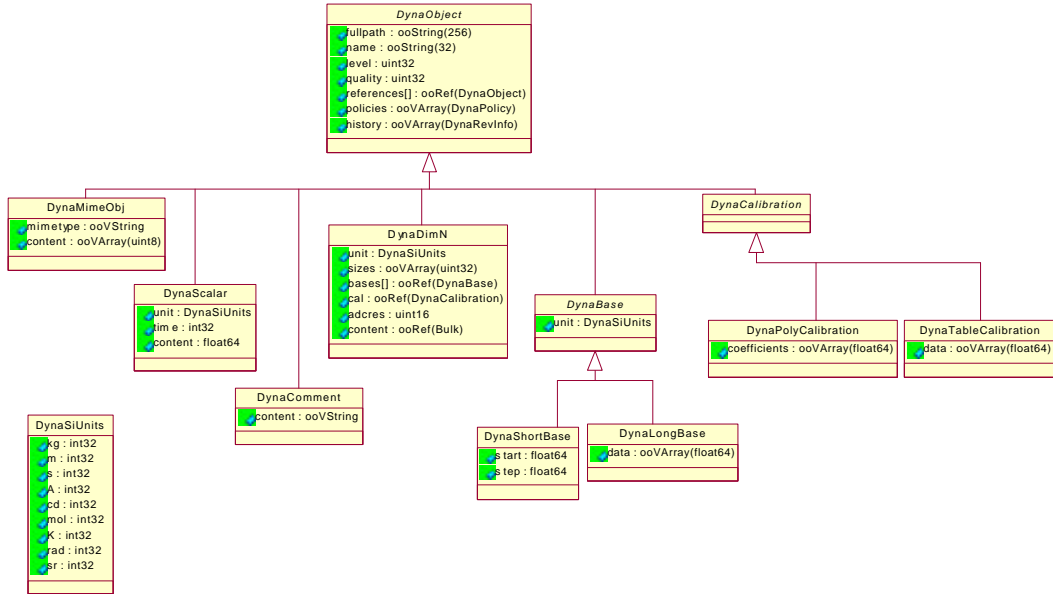 DynaObject
fullpath : ooString(256)
name : ooString(32)
level : uint32
quality : uint32
references[] : ooRef(DynaObject)
policies : ooVArray(DynaPolicy)
history : ooVArray(DynaRevInfo)
DynaMimeObj
mimetype : ooVString
content : ooVArray(uint8)
DynaScalar
unit : DynaSiUnits
time : int32
content : float64
DynaComment
content : ooVString
DynaDimN
unit : DynaSiUnits
sizes : ooVArray(uint32)
bases[] : ooRef(DynaBase)
cal : ooRef(DynaCalibration)
adcres : uint16
content : ooRef(Bulk)
DynaBase
unit : DynaSiUnits
DynaCalibration
DynaPolyCalibration
coefficients : ooVArray(float64)
DynaTableCalibration
data : ooVArray(float64)
DynaShortBase
start : float64
step : float64
DynaLongBase
data : ooVArray(float64)
DynaSiUnits
kg : int32
m : int32
s : int32
A : int32
cd : int32
mol : int32
K : int32
rad : int32
sr : int32